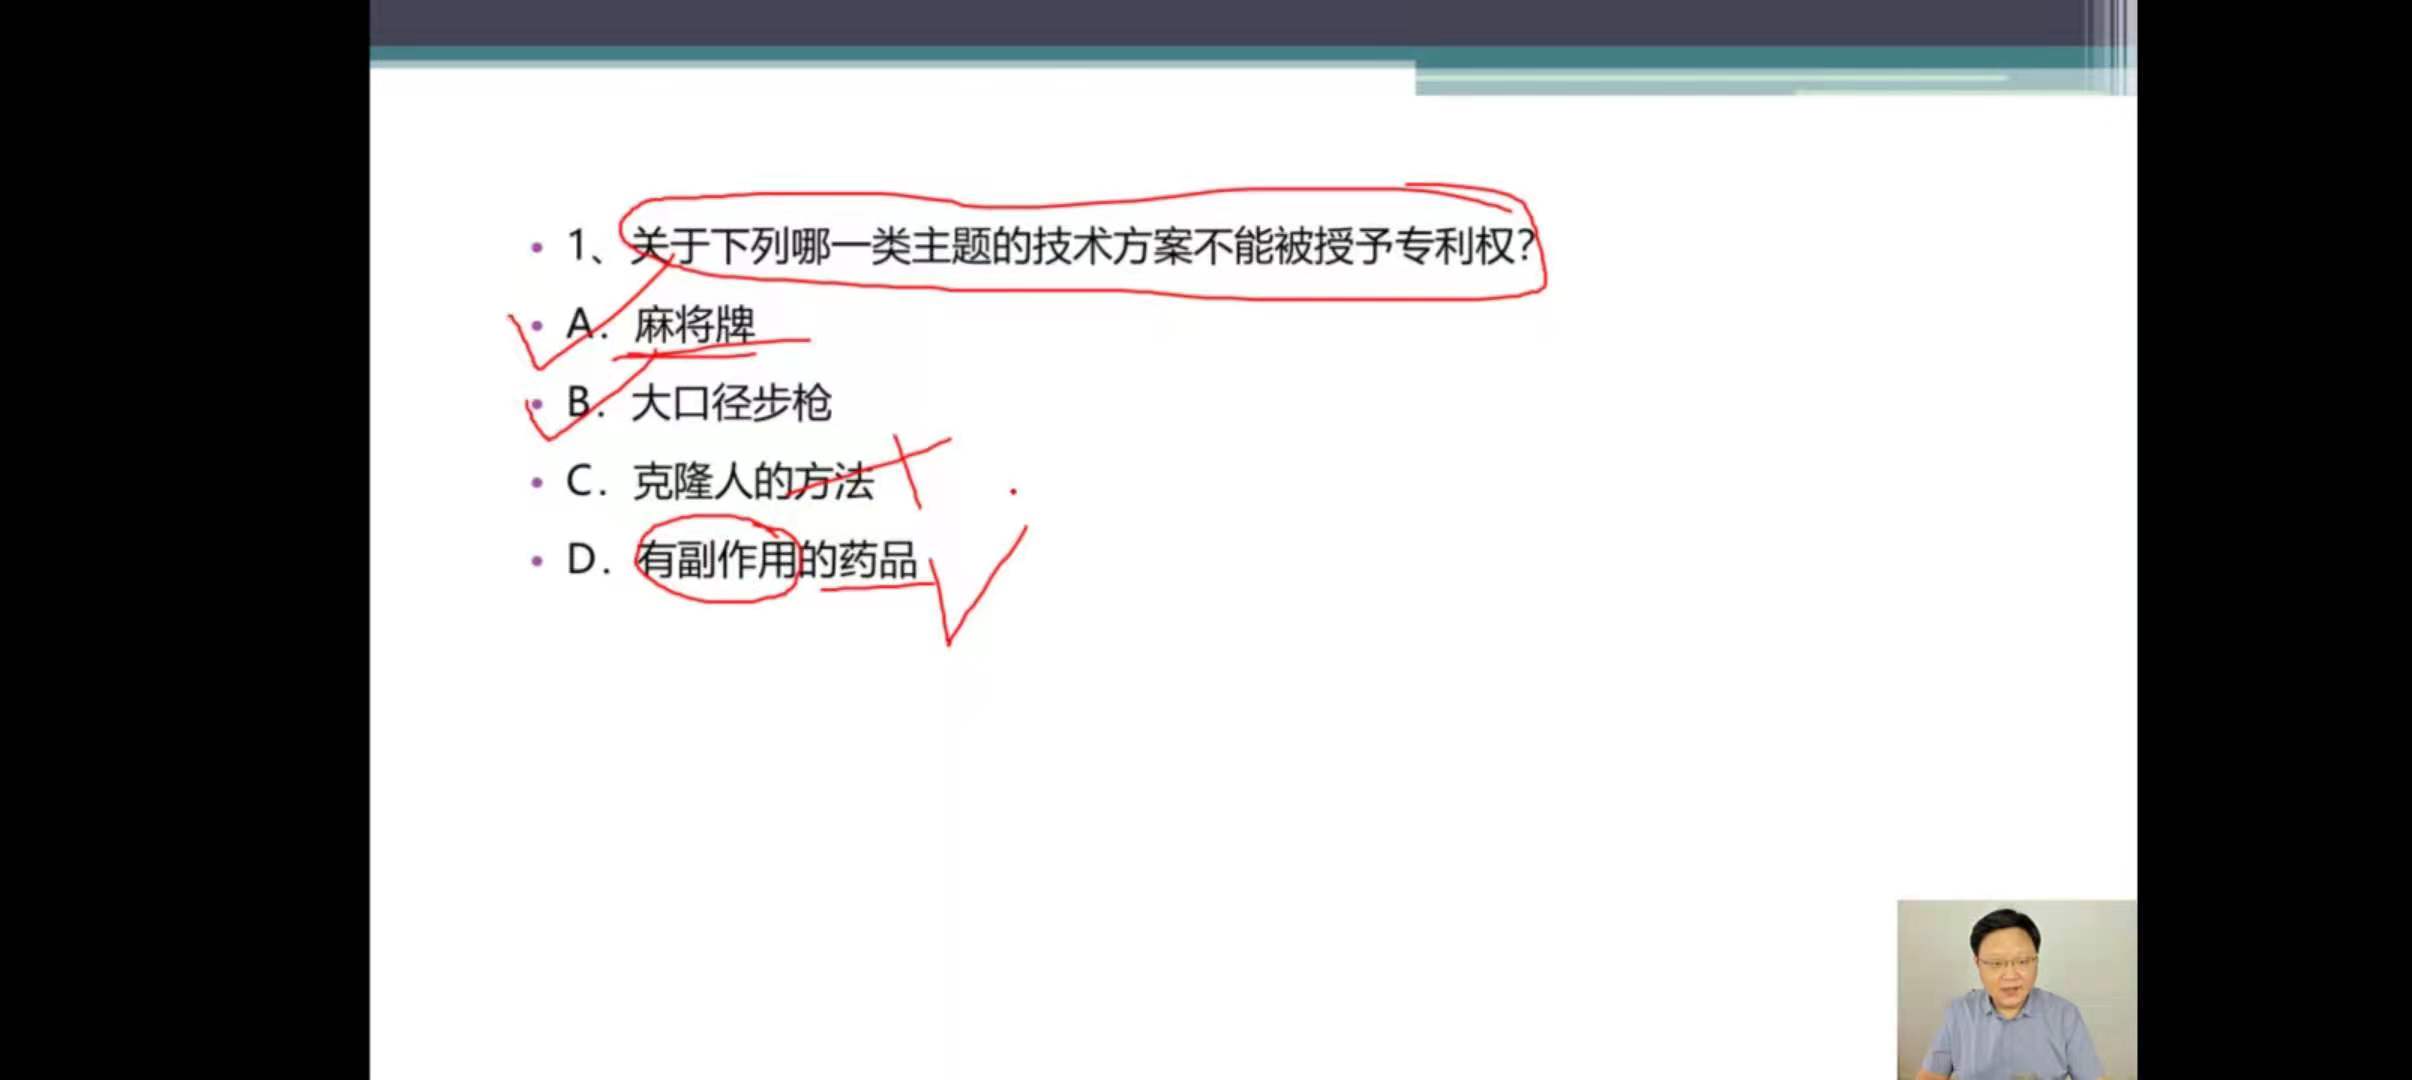 1、关于下列哪一类主题的技术方案不能被授予专利权?
A. 麻将牌
B. 大口径步枪
C. 克隆人的方法
D. 有副作用的药品